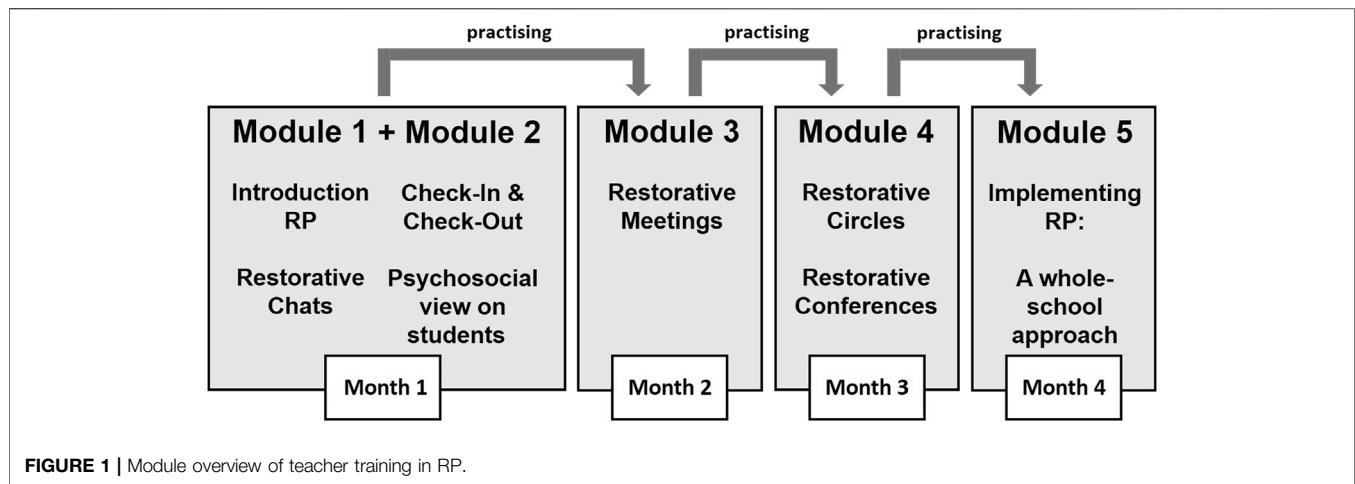 practising
practising
practising
Module 1 + Module 2
Introduction
RP
Restorative
Chats
Check-In &
Check-Out
Psychosocial
view on
students
Month 1
Module 3
Restorative
Meetings
Month 2
Module 4
Restorative
Circles
Restorative
Conferences
Month 3
Module 5
Implementing
RP:
A whole-
school
approach
Month 4
FIGURE 1 | Module overview of teacher training in RP.